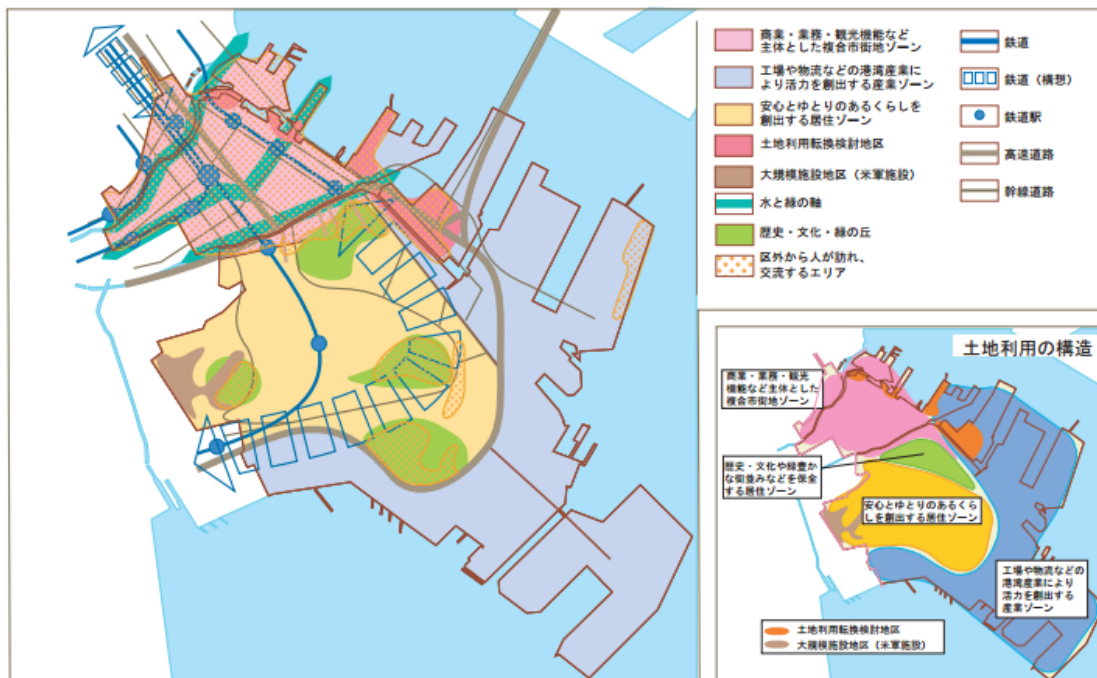 商業・業務・観光機能など
主体とした複合市街地ゾーン
工場や物流などの港湾産業に
より活力を創出する産業ゾーン
安心とゆとりのあるくらしを
創出する居住ゾーン
土地利用転換検討地区
大規模施設地区（米軍施設）
水と緑の軸
歴史・文化・緑の丘
区外から人が訪れ、
交流するエリア
鉄道
鉄道（構想）
鉄道駅
高速道路
幹線道路
土地利用の構造
商業・業務・観光
機能など主体とした
複合市街地ゾーン
歴史・文化や緑豊か
な街並みなどを保全
する居住ゾーン
安心とゆとりのあるくら
しを創出する居住ゾーン
工場や物流などの
港湾産業により
活力を創出する
産業ゾーン
土地利用転換検討地区
大規模施設地区（米軍施設）